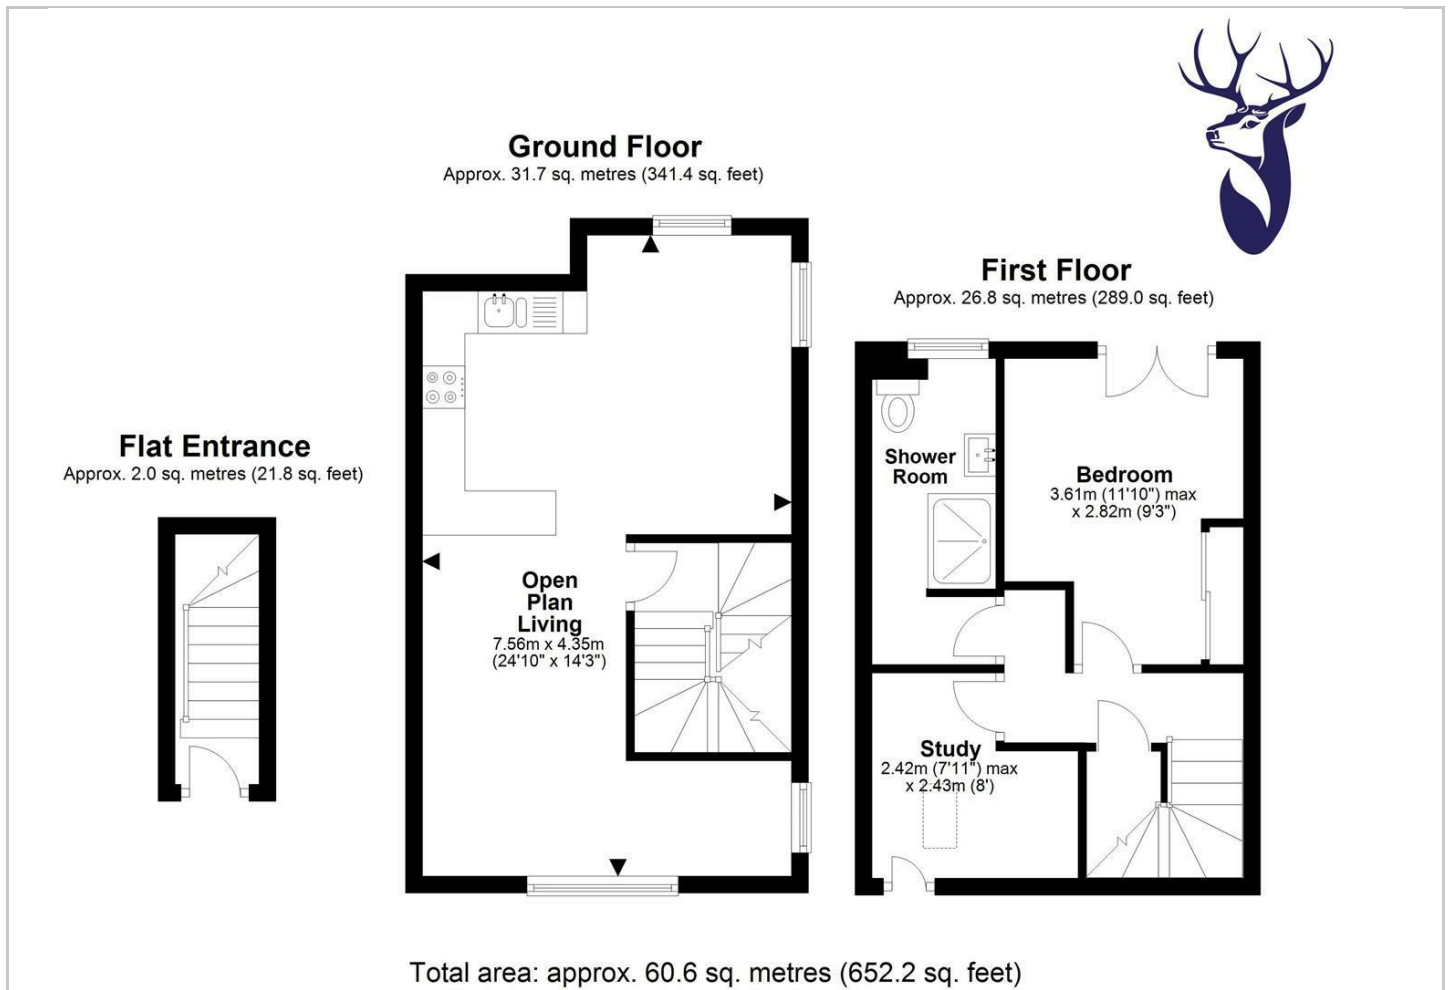 Ground Floor
Approx. 31.7 sq. metres (341.4 sq. feet)
First Floor
Approx. 26.8 sq. metres (289.0 sq. feet)
Flat Entrance
Approx. 2.0 sq. metres (21.8 sq. feet)
Open
Plan
Living
7.56m x 4.35m
(24'10" x 14'3")
Shower
Room
Bedroom
3.61m (11'10") max
x 2.82m (9'3")
Study
2.42m (7'11") max
x 2.43m (8')
Total area: approx. 60.6 sq. metres (652.2 sq. feet)